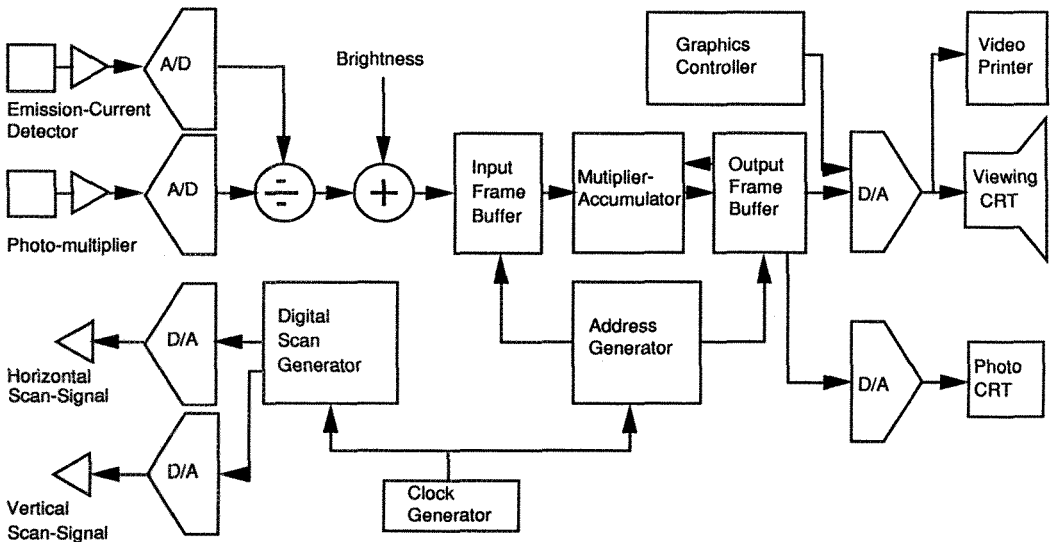 A/D
Emission-Current
Detector
A/D
Photo-multiplier
Brightness
÷
+
Input
Frame
Buffer
Mutiplier-
Accumulator
Output
Frame
Buffer
Graphics
Controller
D/A
Video
Printer
Viewing
CRT
D/A
Horizontal
Scan-Signal
Digital
Scan
Generator
Address
Generator
D/A
Photo
CRT
D/A
Vertical
Scan-Signal
Clock
Generator